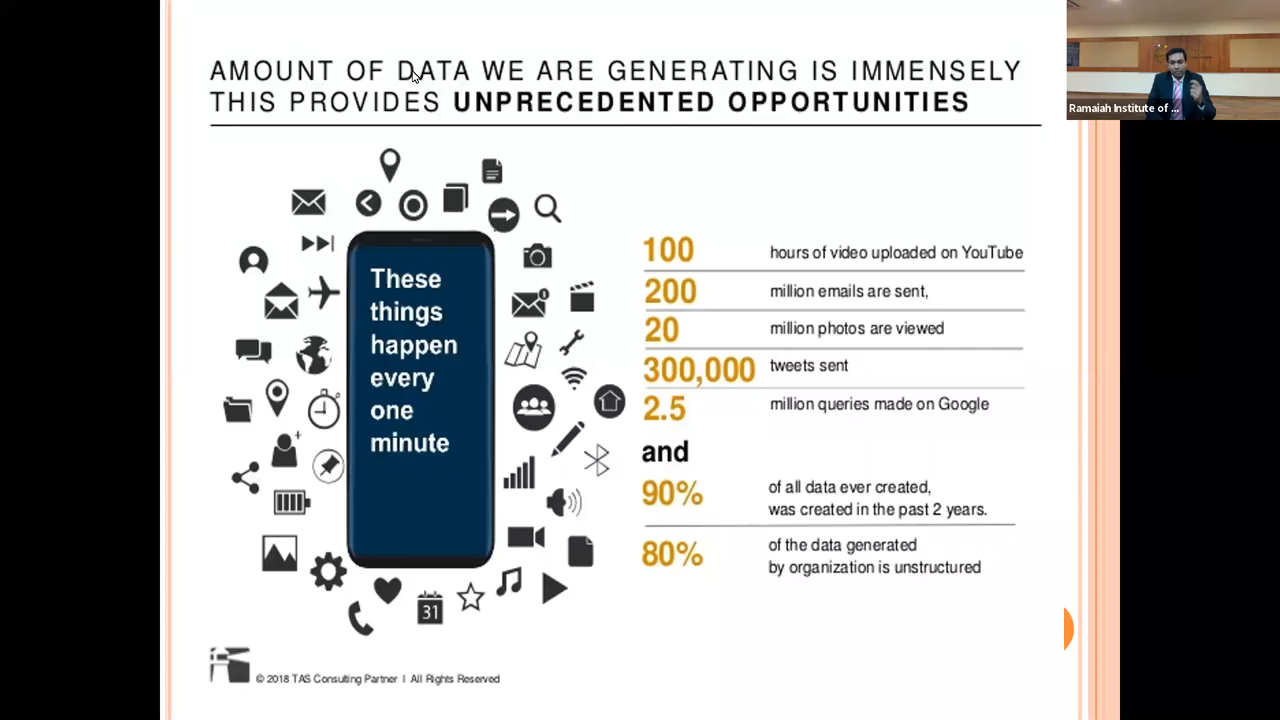 AMOUNT OF DATA WE ARE GENERATING IS IMMENSELY
THIS PROVIDES UNPRECEDENTED OPPORTUNITIES
Ramaiah Institute of ...
These
things
happen
every
one
minute
100 hours of video uploaded on YouTube
200 million emails are sent,
20 million photos are viewed
300,000 tweets sent
2.5 million queries made on Google
and
90% of all data ever created,
was created in the past 2 years.
80% of the data generated
by organization is unstructured
31
© 2018 TAS Consulting Partner I All Rights Reserved